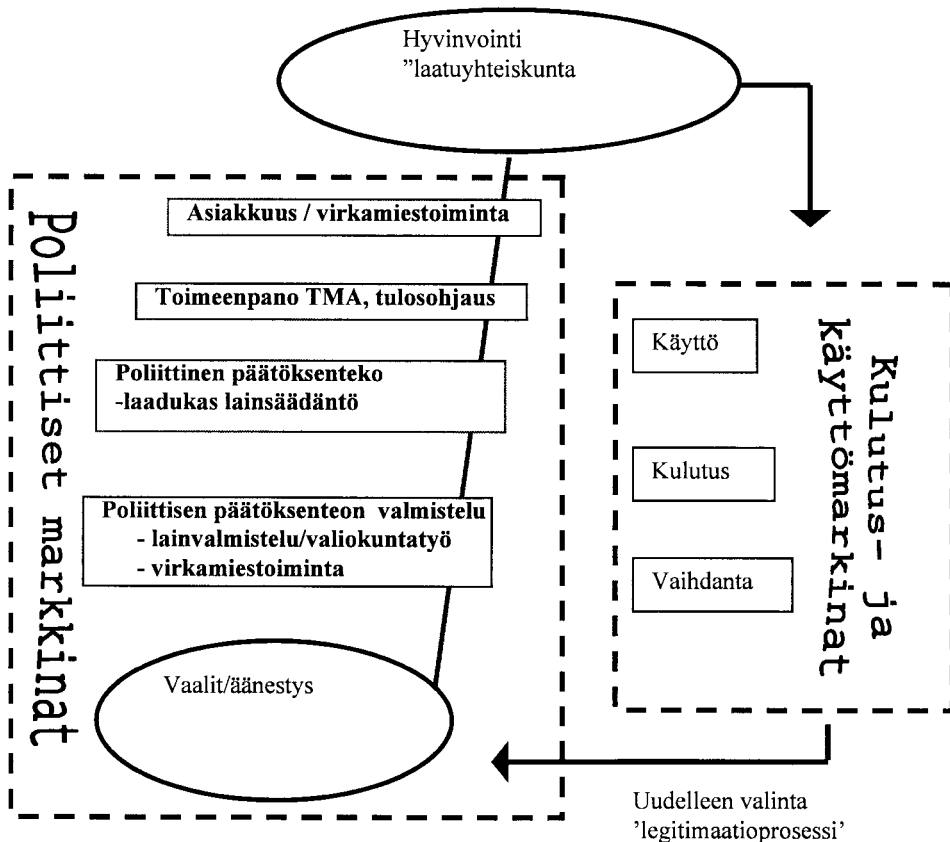 Hyvinvointi
"laatuyhteiskunta
Poliittiset markkinat
Asiakkuus / virkamiestoiminta
Toimeenpano TMA, tulosohjaus
Poliittinen päätöksenteko
-laadukas lainsäädäntö
Poliittisen päätöksenteon valmistelu
- lainvalmistelu/valiokuntatyö
- virkamiestoiminta
Vaalit/äänestys
Käyttö
Kulutus
Vaihdanta
Kulutus- ja
käyttömarkinat
Uudelleen valinta
'legitimaatioprosessi'